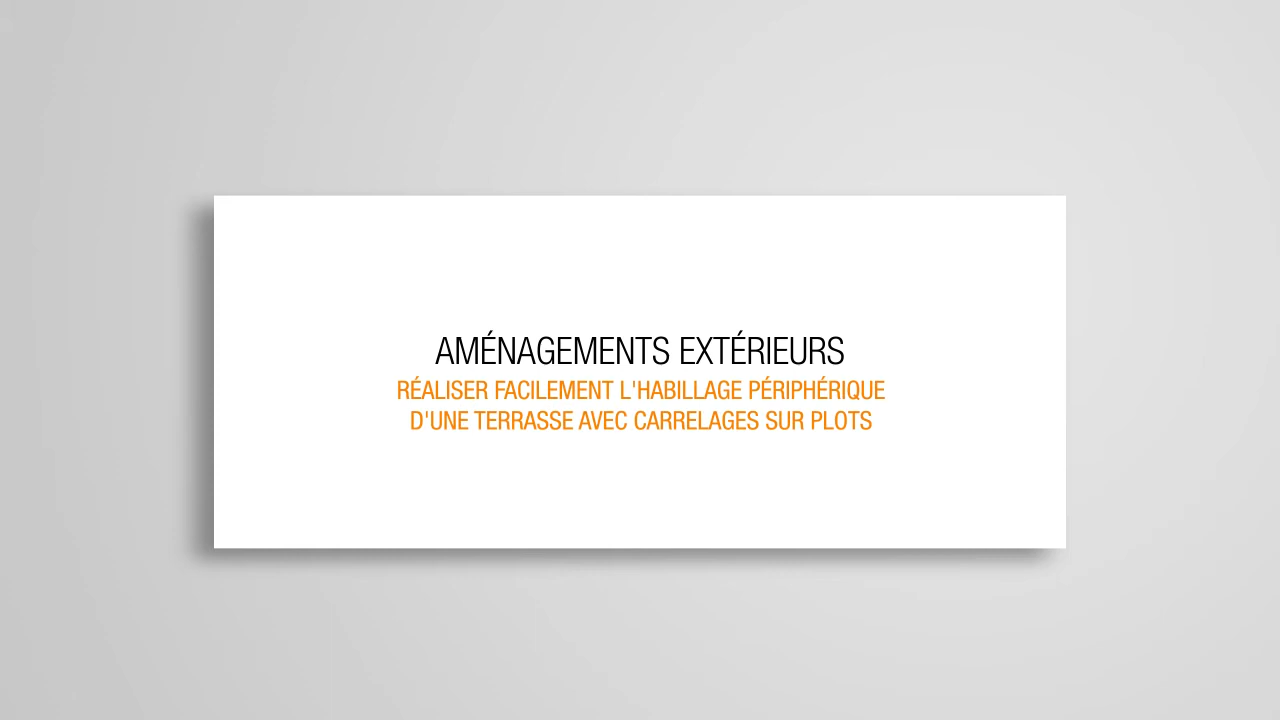 AMÉNAGEMENTS EXTÉRIEURS
RÉALISER FACILEMENT L'HABILLAGE PÉRIPHÉRIQUE
D'UNE TERRASSE AVEC CARRELAGES SUR PLOTS